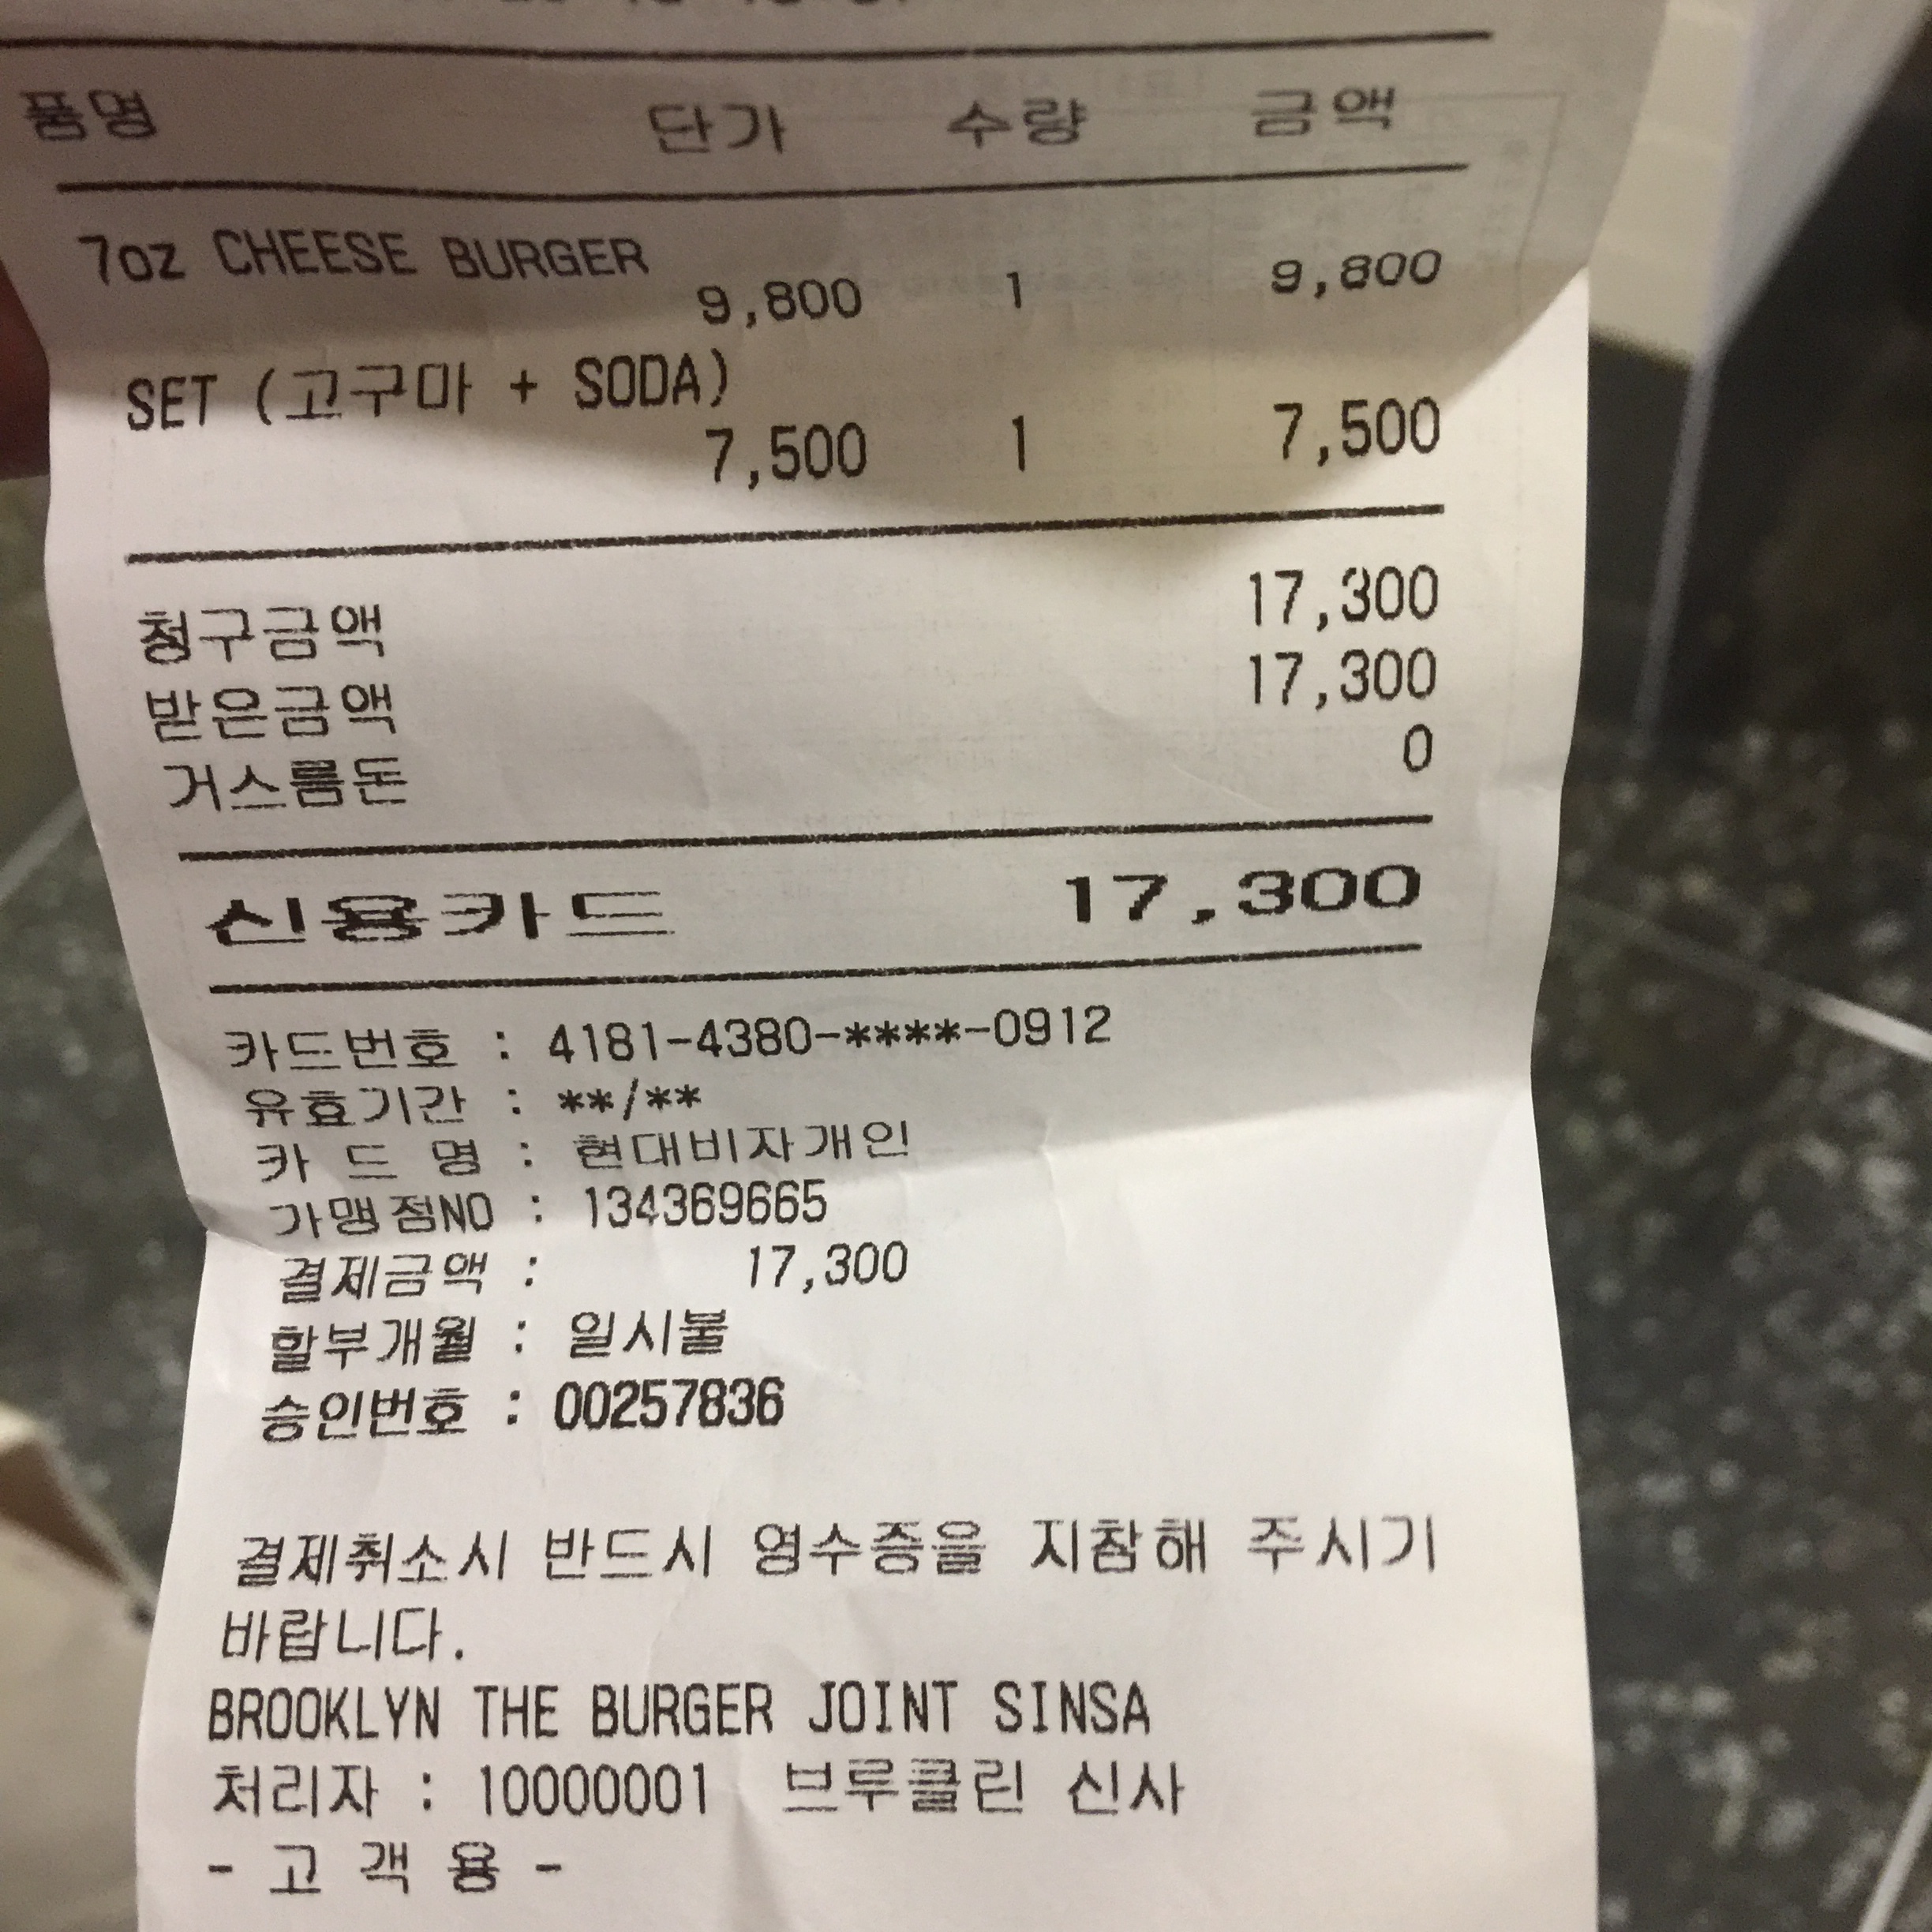 품명 단가 수량 금액
7oz CHEESE BURGER
9,800 1 9,800
SET (고구마 + SODA)
7,500 1 7,500
청구금액 17,300
받은금액 17,300
거스름돈 0
신용카드 17,300
카드번호 : 4181-4380-****-0912
유효기간 : **/**
카 드 명 : 현대비자개인
가맹점NO : 134369665
결제금액 : 17,300
할부개월 : 일시불
승인번호 : 00257836
결제취소시 반드시 영수증을 지참해 주시기
바랍니다.
BROOKLYN THE BURGER JOINT SINSA
처리자 : 10000001 브루클린 신사
- 고 객 용 -